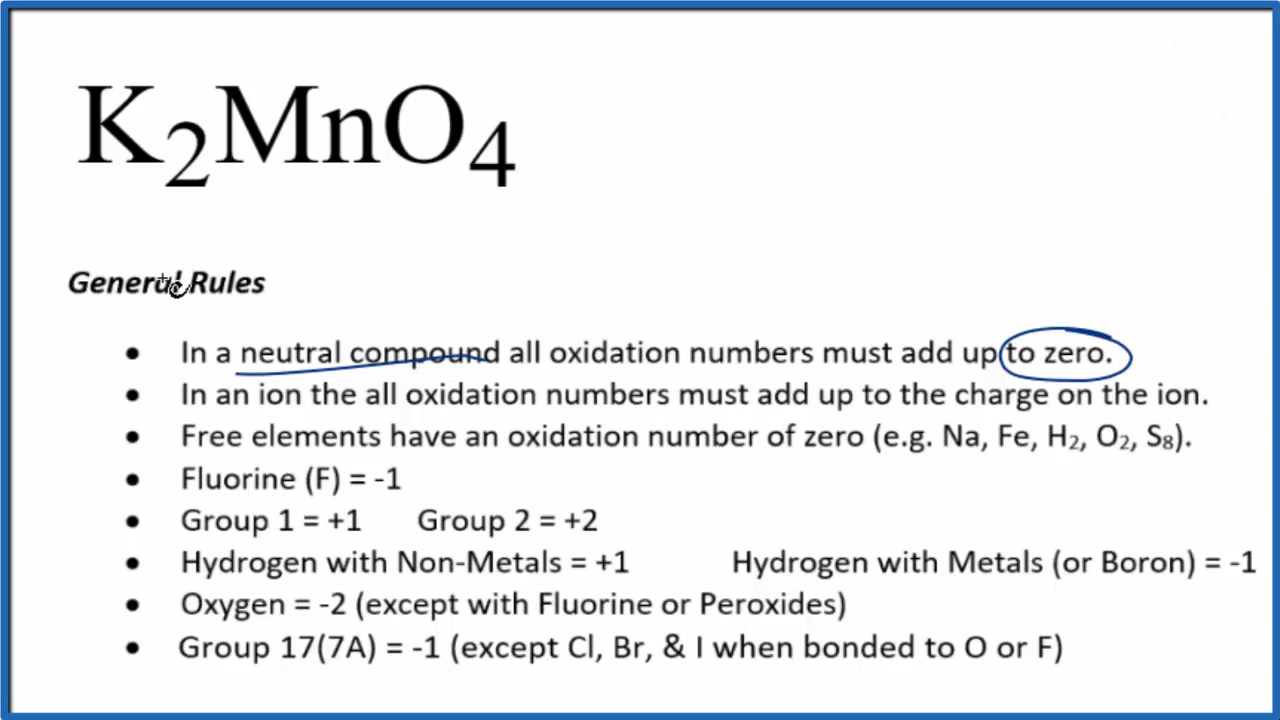 K₂MnO₄
General Rules
• In a neutral compound all oxidation numbers must add up to zero.
• In an ion the all oxidation numbers must add up to the charge on the ion.
• Free elements have an oxidation number of zero (e.g. Na, Fe, H₂, O₂, S₈).
• Fluorine (F) = -1
• Group 1 = +1 Group 2 = +2
• Hydrogen with Non-Metals = +1 Hydrogen with Metals (or Boron) = -1
• Oxygen = -2 (except with Fluorine or Peroxides)
• Group 17(7A) = -1 (except Cl, Br, & I when bonded to O or F)